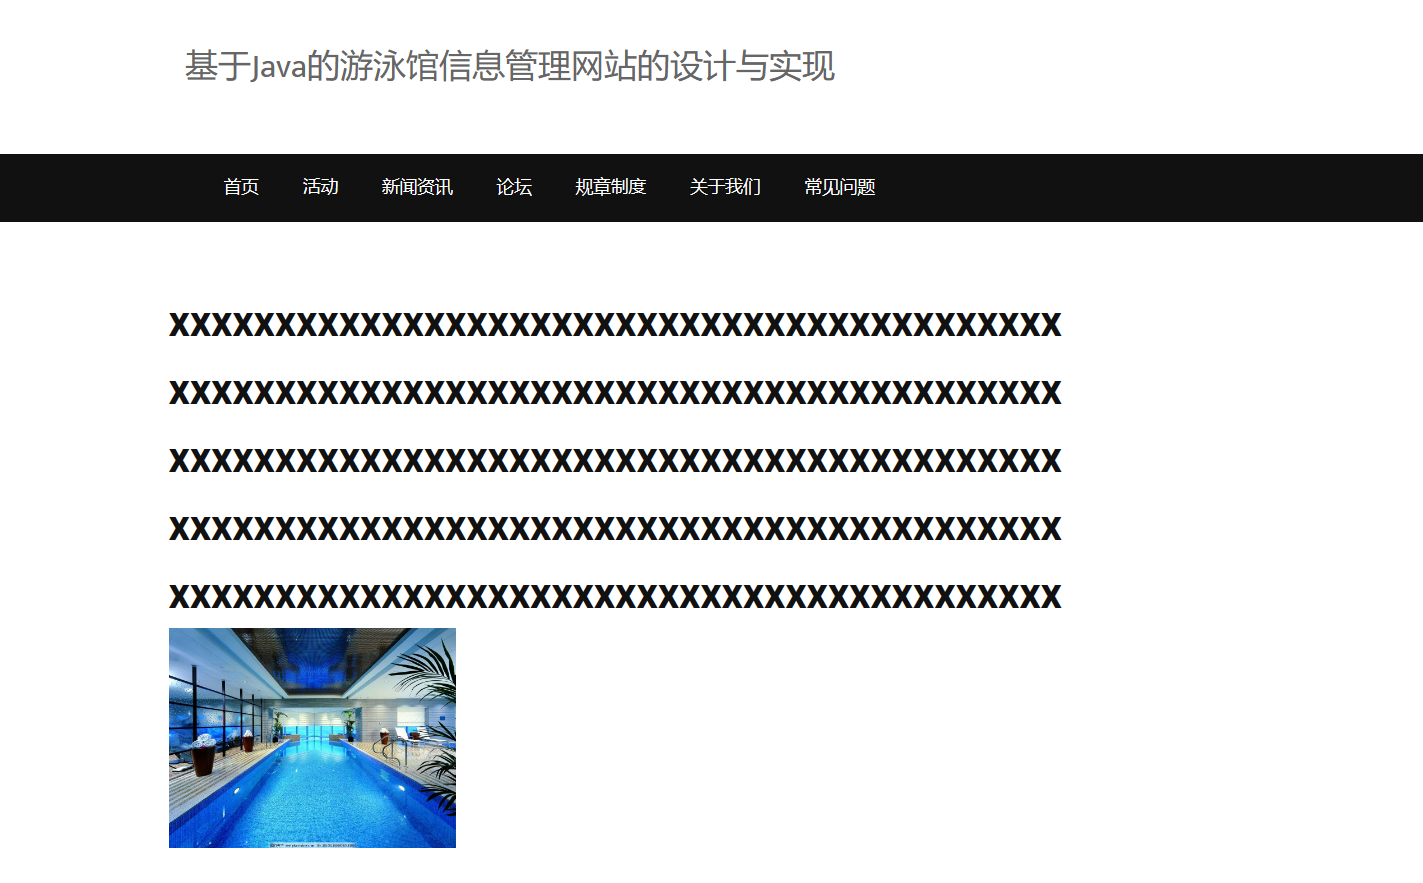 基于Java的游泳馆信息管理网站的设计与实现
首页 活动 新闻资讯 论坛 规章制度 关于我们 常见问题
XXXXXXXXXXXXXXXXXXXXXXXXXXXXXXXXXXXXXXXXXX
XXXXXXXXXXXXXXXXXXXXXXXXXXXXXXXXXXXXXXXXXX
XXXXXXXXXXXXXXXXXXXXXXXXXXXXXXXXXXXXXXXXXX
XXXXXXXXXXXXXXXXXXXXXXXXXXXXXXXXXXXXXXXXXX
XXXXXXXXXXXXXXXXXXXXXXXXXXXXXXXXXXXXXXXXXX